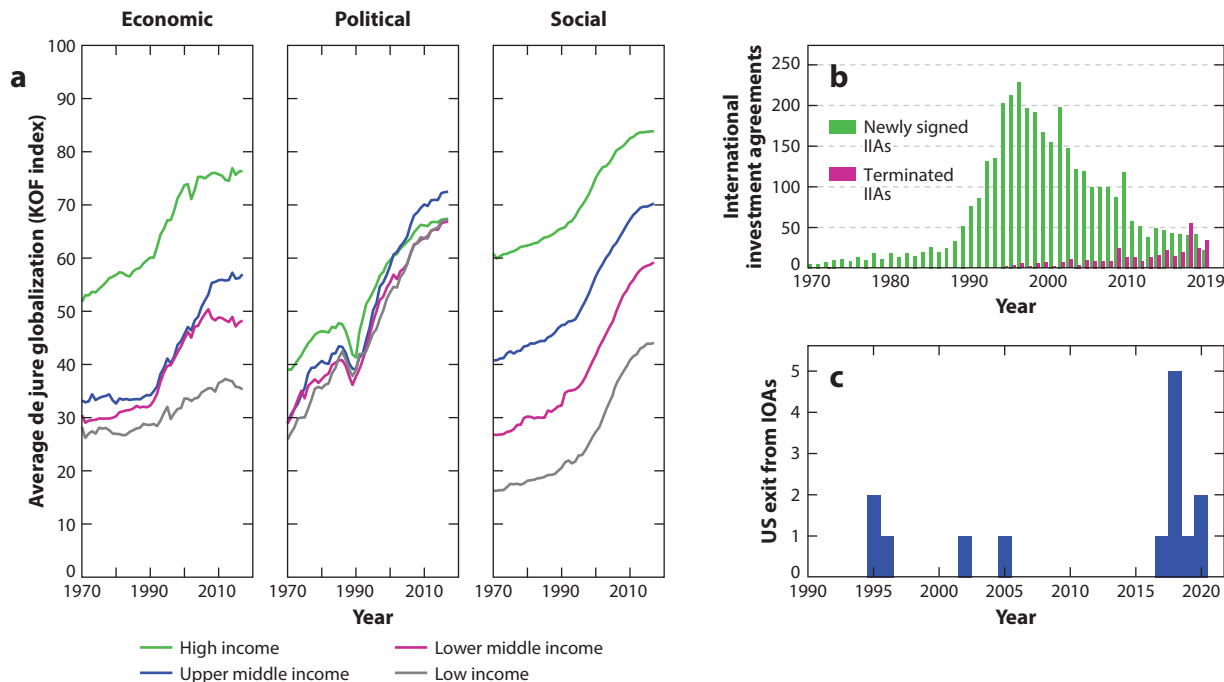 Economic
Political
Social
a
Average de jure globalization (KOF index)
100
90
80
70
60
50
40
30
20
10
0
1970
1990
2010
1970
1990
2010
1970
1990
2010
Year
High income
Upper middle income
Lower middle income
Low income
b
International
investment agreements
250
200
150
100
50
Newly signed
IIAs
Terminated
IIAs
1970
1980
1990
2000
2010
2019
Year
c
US exit from IOAs
5
4
3
2
1
0
1990
1995
2000
2005
2010
2015
2020
Year